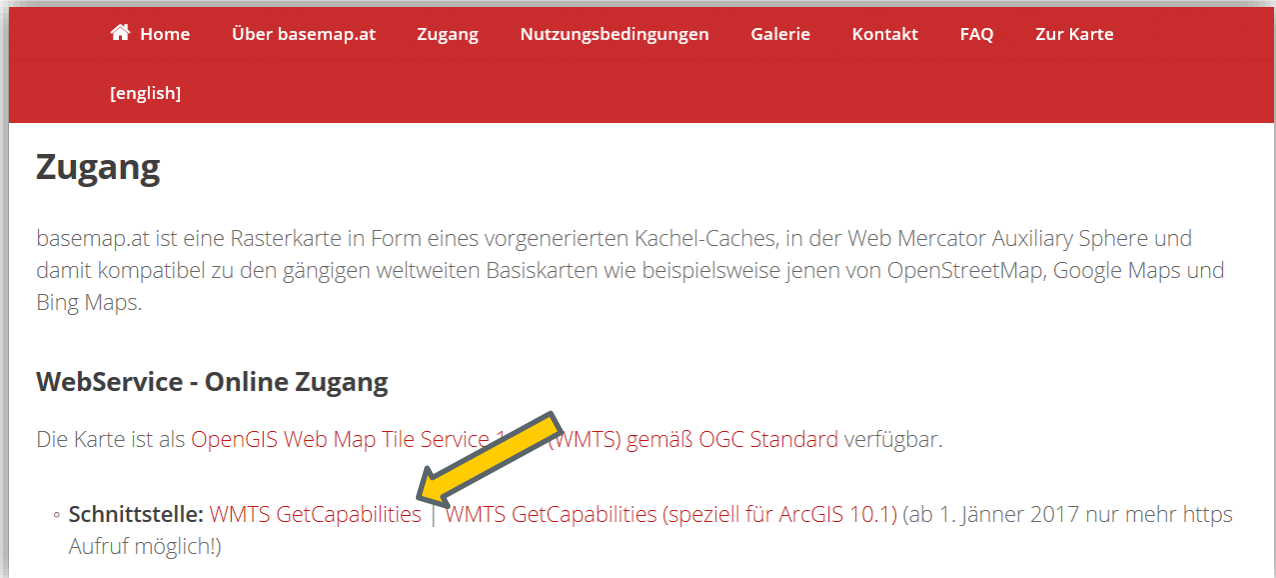 Home Über basemap.at Zugang Nutzungsbedingungen Galerie Kontakt FAQ Zur Karte
[english]
Zugang
basemap.at ist eine Rasterkarte in Form eines vorgenerierten Kachel-Caches, in der Web Mercator Auxiliary Sphere und
damit kompatibel zu den gängigen weltweiten Basiskarten wie beispielsweise jenen von OpenStreetMap, Google Maps und
Bing Maps.
WebService - Online Zugang
Die Karte ist als OpenGIS Web Map Tile Service (WMTS) gemäß OGC Standard verfügbar.
◦ Schnittstelle: WMTS GetCapabilities | WMTS GetCapabilities (speziell für ArcGIS 10.1) (ab 1. Jänner 2017 nur mehr https
Aufruf möglich!)